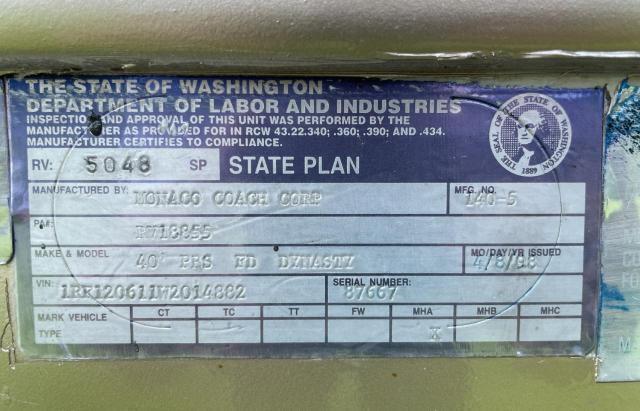 THE STATE OF WASHINGTON
DEPARTMENT OF LABOR AND INDUSTRIES
INSPECTION AND APPROVAL OF THIS UNIT WAS PERFORMED BY THE
MANUFACTURER AS PROVIDED FOR IN RCW 43.22.340; .360; .390; AND .434.
MANUFACTURER CERTIFIES TO COMPLIANCE.
THE SEAL OF THE STATE OF WASHINGTON
1889
RV: 5048 SP STATE PLAN
MANUFACTURED BY: MONACO COACH CORP MFG. NO. 140-5
PA#:
MAKE & MODEL 40' PBS FD DYNASTY MO/DAY/YR ISSUED 4/8/98
VIN: SERIAL NUMBER: 87667
MARK VEHICLE CT TC TT FW MHA MHB MHC
TYPE X